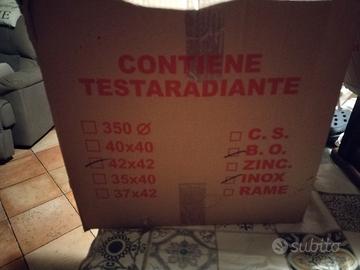 CONTIENE
TESTARADIANTE
350 Ø
40x40
42x42
35x40
37x42
C. S.
B. O.
ZINC.
INOX
RAME
subito